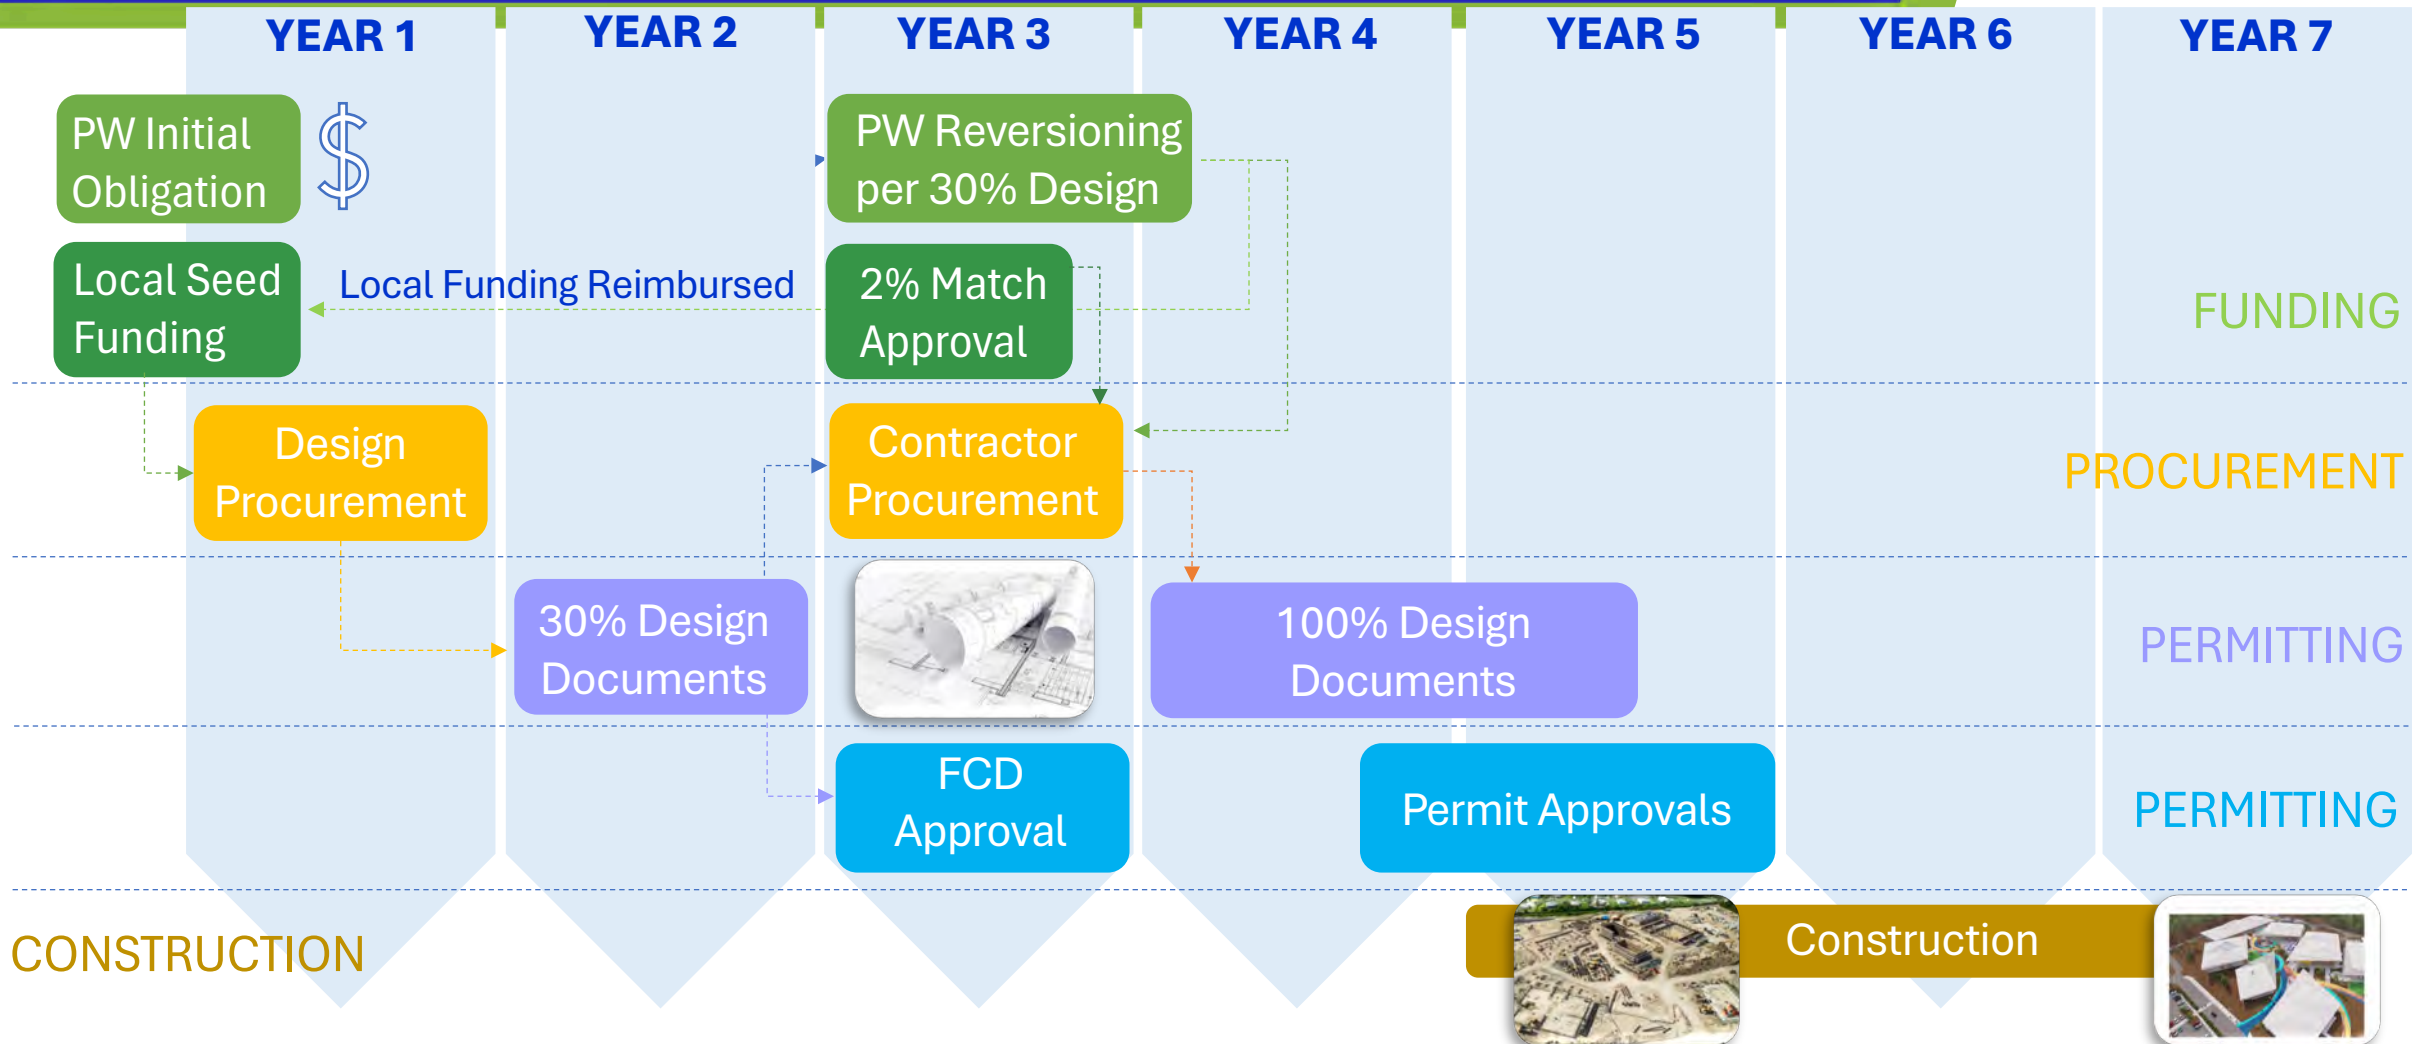 YEAR 1
YEAR 2
YEAR 3
YEAR 4
YEAR 5
YEAR 6
YEAR 7
PW Initial
Obligation
$
PW Reversioning
per 30% Design
Local Seed
Funding
Local Funding Reimbursed
2% Match
Approval
FUNDING
Design
Procurement
Contractor
Procurement
PROCUREMENT
30% Design
Documents
100% Design
Documents
PERMITTING
FCD
Approval
Permit Approvals
PERMITTING
CONSTRUCTION
Construction